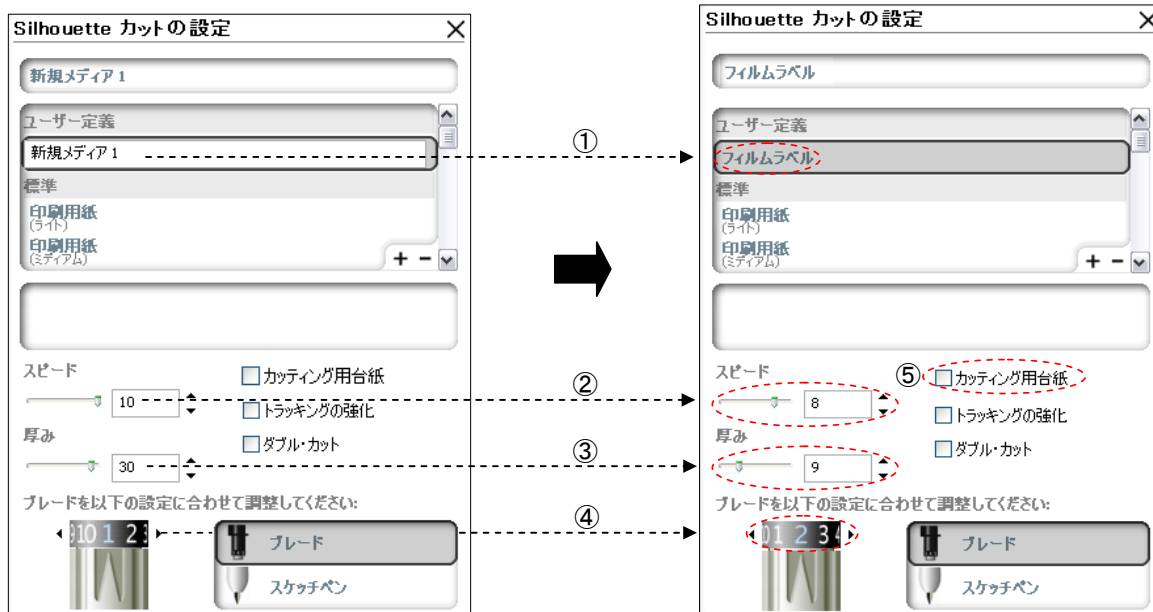 Silhouette カットの設定
新規メディア 1
ユーザー定義
新規メディア 1
標準
印刷用紙
(ライト)
印刷用紙
(ミディアム)
+ -
スピード
10
カッティング用台紙
トラッキングの強化
厚み
30
ダブル・カット
ブレードを以下の設定に合わせて調整してください:
10 1 2 3
ブレード
スケッチペン
①
②
③
④
Silhouette カットの設定
フィルムラベル
ユーザー定義
フィルムラベル
標準
印刷用紙
(ライト)
印刷用紙
(ミディアム)
+ -
スピード
8
⑤ カッティング用台紙
トラッキングの強化
厚み
9
ダブル・カット
ブレードを以下の設定に合わせて調整してください:
1 2 3
ブレード
スケッチペン